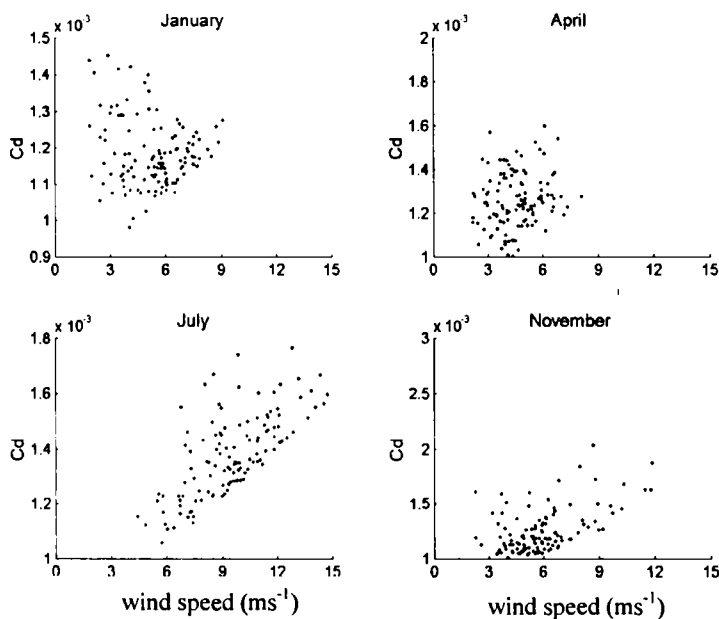 x 10⁻³ January
1.5
1.4
1.3
1.2
1.1
1
0.9
Cd
0 3 6 9 12 15
x 10⁻³ April
2
1.8
1.6
1.4
1.2
1
Cd
0 3 6 9 12 15
x 10⁻³ July
1.8
1.6
1.4
1.2
1
Cd
0 3 6 9 12 15
wind speed (ms⁻¹)
x 10⁻³ November
3
2.5
2
1.5
1
Cd
0 3 6 9 12 15
wind speed (ms⁻¹)